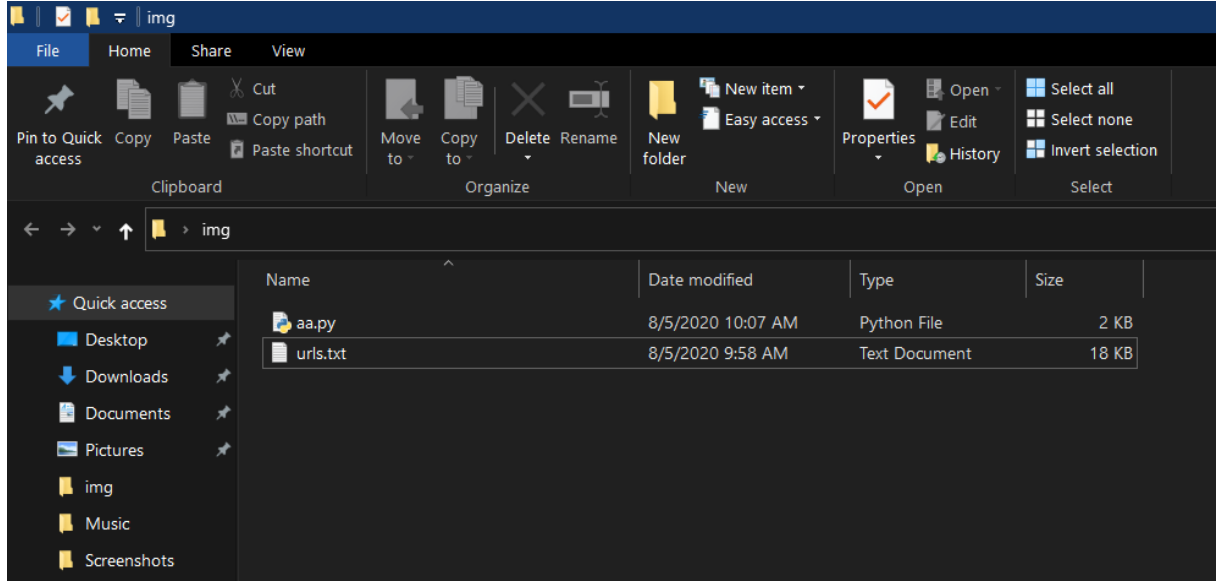 img
File Home Share View
Pin to Quick access
Copy
Paste
Cut
Copy path
Paste shortcut
Move to
Copy to
Delete
Rename
New folder
New item
Easy access
Properties
Open
Edit
History
Select all
Select none
Invert selection
Clipboard Organize New Open Select
img
Name Date modified Type Size
aa.py 8/5/2020 10:07 AM Python File 2 KB
urls.txt 8/5/2020 9:58 AM Text Document 18 KB
Quick access
Desktop
Downloads
Documents
Pictures
img
Music
Screenshots